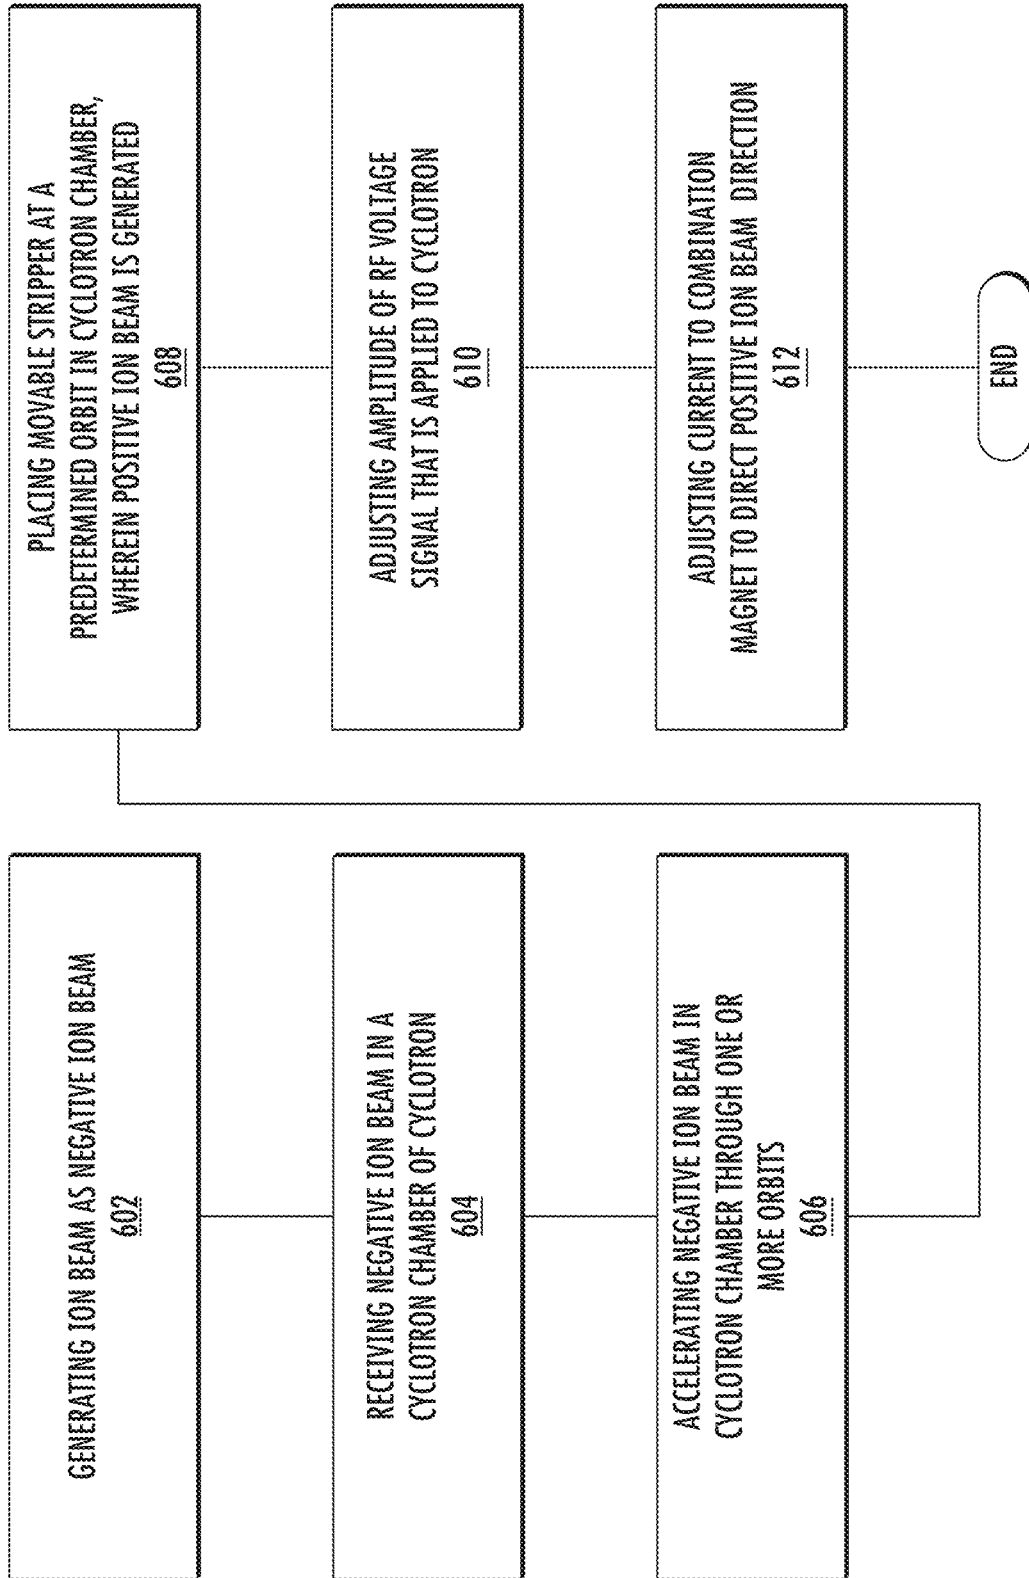 GENERATING ION BEAM AS NEGATIVE ION BEAM
602
RECEIVING NEGATIVE ION BEAM IN A
CYCLOTRON CHAMBER OF CYCLOTRON
604
ACCELERATING NEGATIVE ION BEAM IN
CYCLOTRON CHAMBER THROUGH ONE OR
MORE ORBITS
606
PLACING MOVABLE STRIPPER AT A
PREDETERMINED ORBIT IN CYCLOTRON CHAMBER,
WHEREIN POSITIVE ION BEAM IS GENERATED
608
ADJUSTING AMPLITUDE OF RF VOLTAGE
SIGNAL THAT IS APPLIED TO CYCLOTRON
610
ADJUSTING CURRENT TO COMBINATION
MAGNET TO DIRECT POSITIVE ION BEAM DIRECTION
612
END